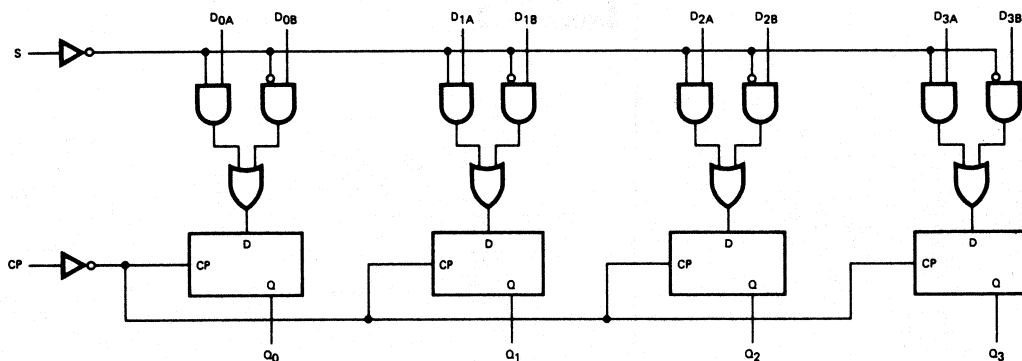 D0A D0B D1A D1B D2A D2B D3A D3B
S
D D D D
CP CP CP CP CP
Q Q Q Q
Q0 Q1 Q2 Q3